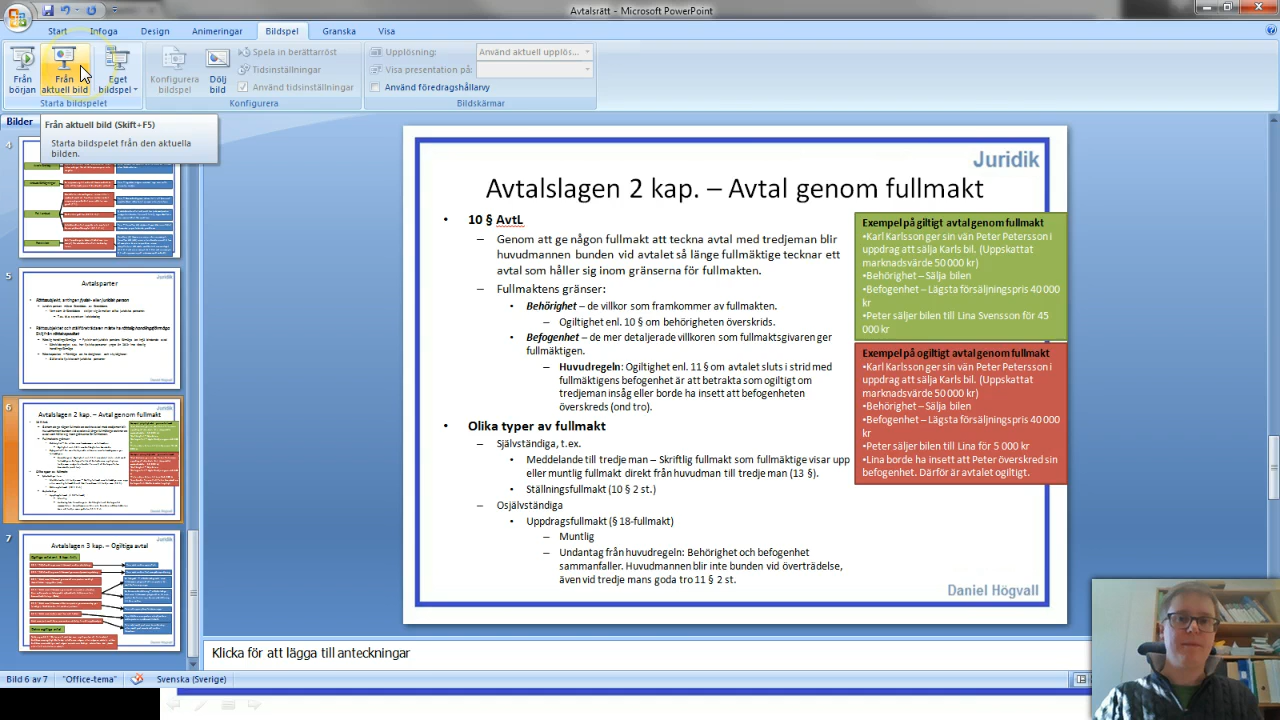 Avtalsrätt - Microsoft PowerPoint
Start Infoga Design Animeringar Bildspel Granska Visa
Från början
Från aktuell bild
Eget bildspel
Starta bildspelet
Konfigurera bildspel
Dölj bild
Spela in berättarröst
Tidsinställningar
Använd tidsinställningar
Konfigurera
Upplösning: Använd aktuell upplös...
Visa presentation på:
Använd föredragshållarvy
Bildskärmar
Bilder
Från aktuell bild (Skift+F5)
Starta bildspelet från den aktuella
bilden.
4
5
Avtalsparter
6
Avtalslagen 2 kap. – Avtal genom fullmakt
7
Avtalslagen 3 kap. – Ogiltiga avtal
Juridik
Avtalslagen 2 kap. – Avtal genom fullmakt
• 10 § AvtL
– Genom att ge någon fullmakt att teckna avtal med tredjeman blir
huvudmannen bunden vid avtalet så länge fullmäktige tecknar ett
avtal som håller sig inom gränserna för fullmakten.
– Fullmaktens gränser:
• Behörighet – de villkor som framkommer av fullmakten.
– Ogiltighet enl. 10 § om behörigheten överskrids.
• Befogenhet – de mer detaljerade villkoren som fullmaktsgivaren ger
fullmäktigen.
– Huvudregeln: Ogiltighet enl. 11 § om avtalet sluts i strid med
fullmäktigens befogenhet är att betrakta som ogiltigt om
tredjeman insåg eller borde ha insett att befogenheten
överskreds (ond tro).
• Olika typer av fullmakt
– Självständiga, t.ex.
• Meddelande till tredje man – Skriftlig fullmakt som fullmäktige visar upp
eller muntlig fullmakt direkt från huvudman till tredje man (13 §).
• Ställningsfullmakt (10 § 2 st.)
– Osjälvständiga
• Uppdragsfullmakt (§ 18-fullmakt)
– Muntlig
– Undantag från huvudregeln: Behörighet och befogenhet
sammanfaller. Huvudmannen blir inte bunden vid överträdelse,
även vid tredje mans goda tro 11 § 2 st.
Exempel på giltigt avtal genom fullmakt
•Karl Karlsson ger sin vän Peter Petersson i
uppdrag att sälja Karls bil. (Uppskattat
marknadsvärde 50 000 kr)
•Behörighet – Sälja bilen
•Befogenhet – Lägsta försäljningspris 40 000
kr
•Peter säljer bilen till Lina Svensson för 45
000 kr
Exempel på ogiltigt avtal genom fullmakt
•Karl Karlsson ger sin vän Peter Petersson i
uppdrag att sälja Karls bil. (Uppskattat
marknadsvärde 50 000 kr)
•Behörighet – Sälja bilen
•Befogenhet – Lägsta försäljningspris 40 000
kr
•Peter säljer bilen till Lina för 5 000 kr
•Lina borde ha insett att Peter överskred sin
befogenhet. Därför är avtalet ogiltigt.
Daniel Högvall
Klicka för att lägga till anteckningar
Bild 6 av 7 "Office-tema" Svenska (Sverige)